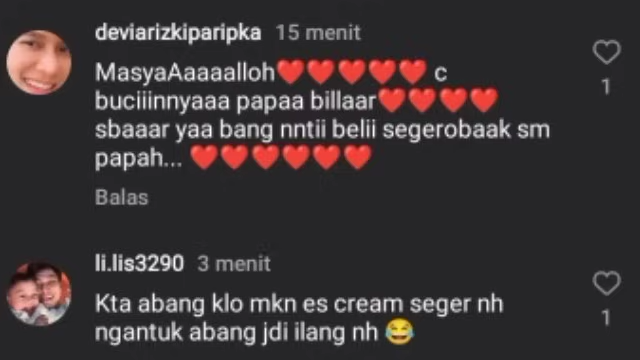 deviarizkiparipka 15 menit
MasyaAaaaalloh❤️❤️❤️❤️❤️ c
buciiinnyaaa papaa billaar❤️❤️❤️❤️
sbaaar yaa bang nntii belii segerobaak sm
papah... ❤️❤️❤️❤️❤️❤️
1
Balas
li.lis3290 3 menit
Kta abang klo mkn es cream seger nh
ngantuk abang jdi ilang nh 😂
1